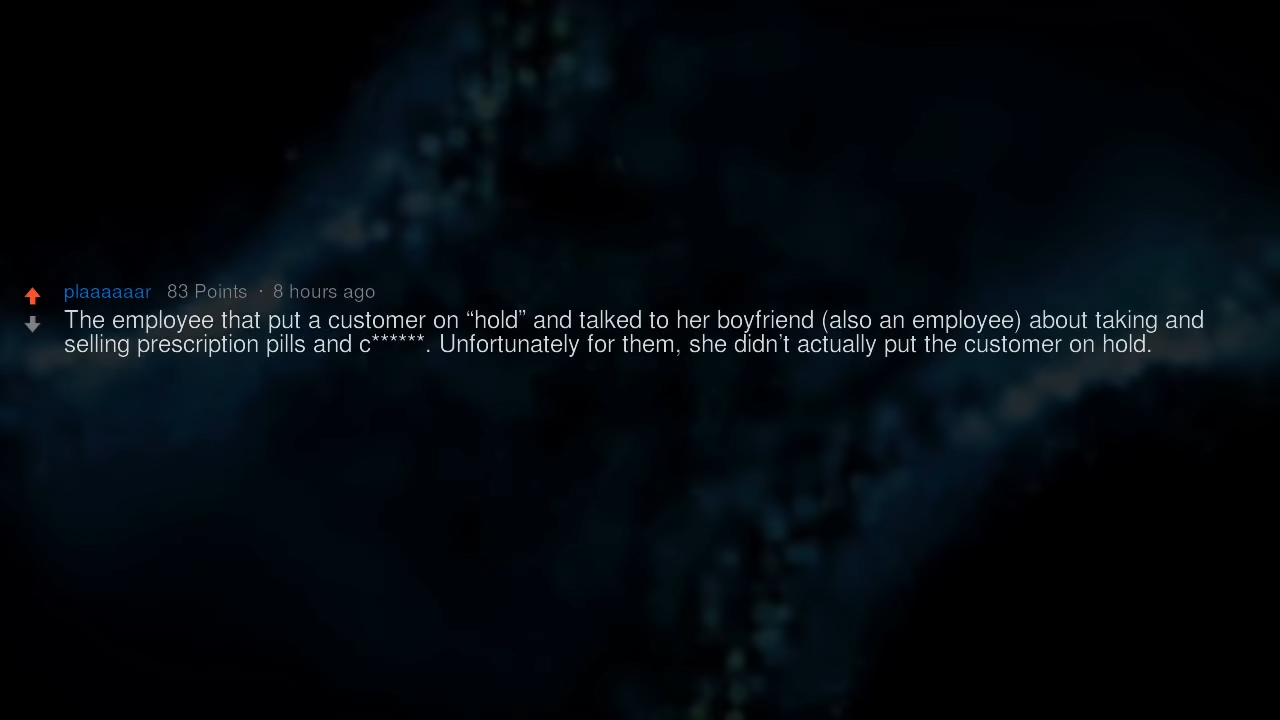 plaaaaaar 83 Points · 8 hours ago
The employee that put a customer on “hold” and talked to her boyfriend (also an employee) about taking and
selling prescription pills and c******. Unfortunately for them, she didn’t actually put the customer on hold.